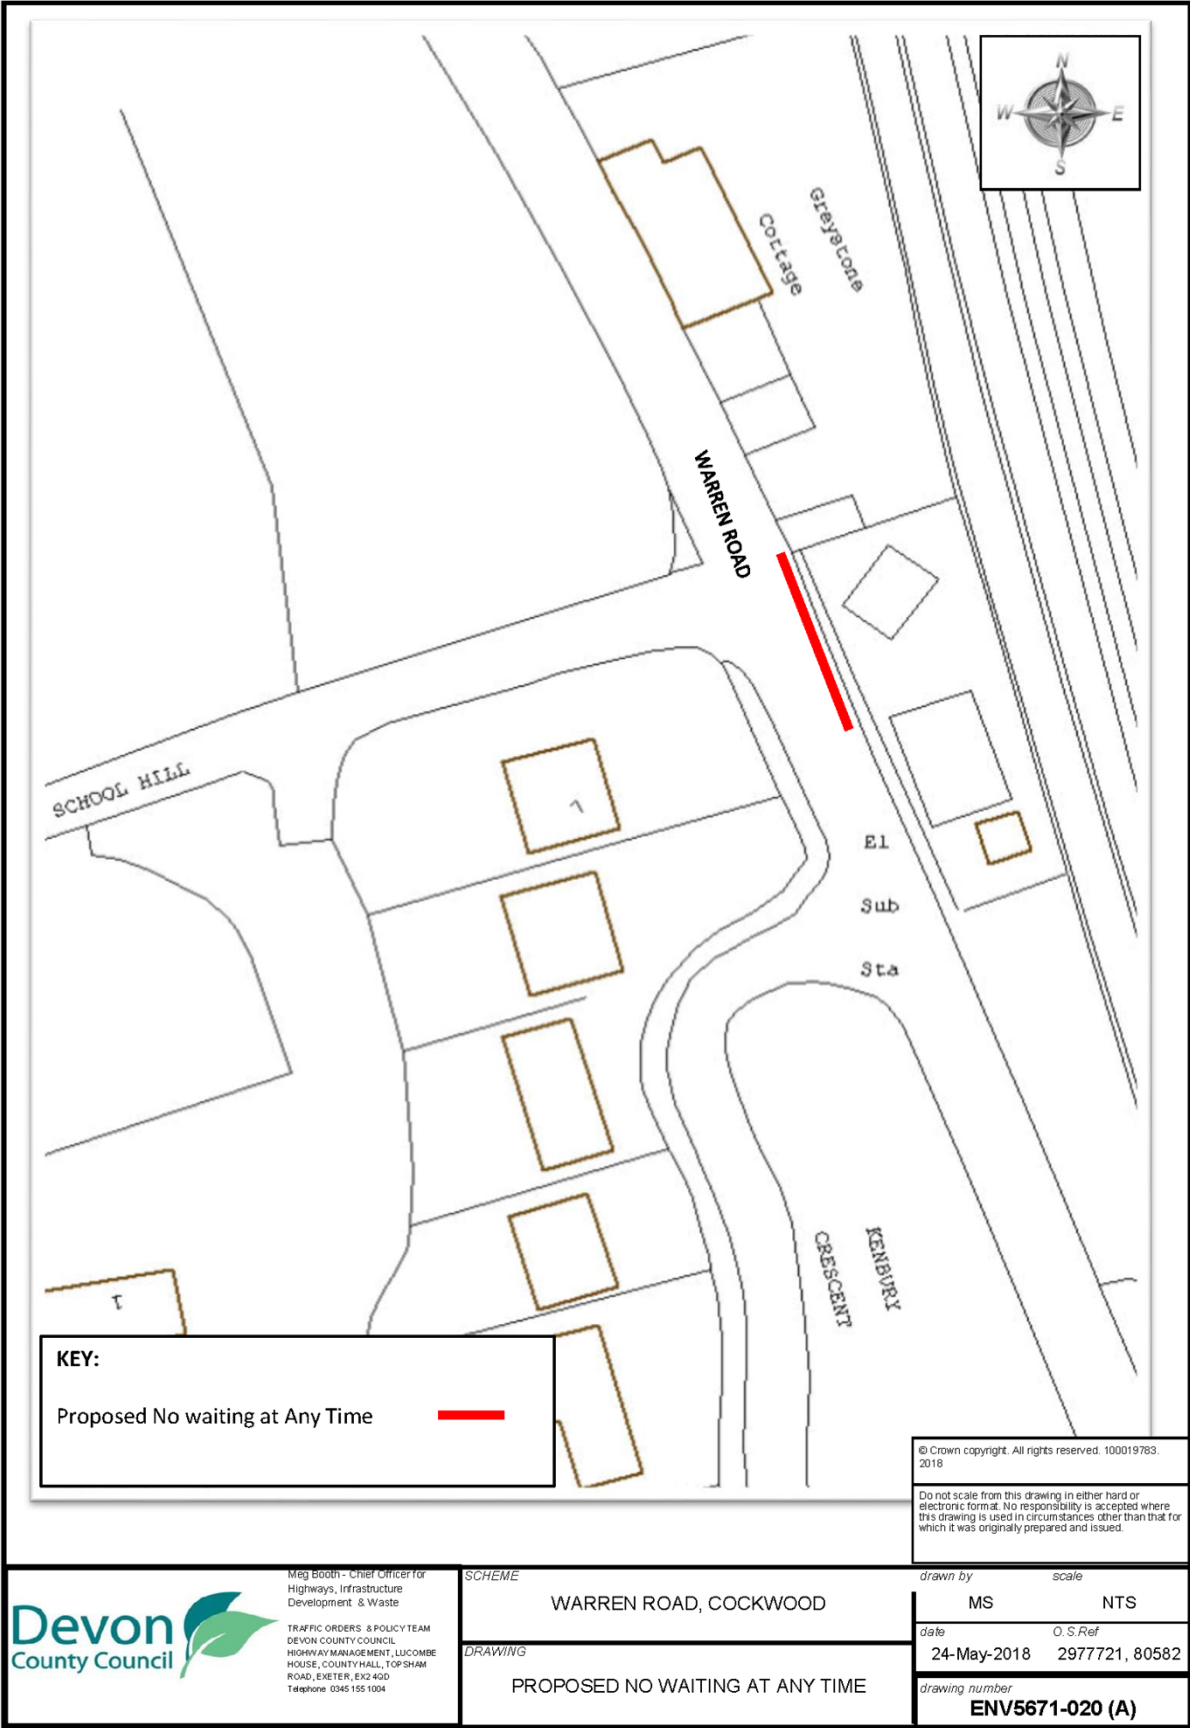 N
W E
S
Greystone
Cottage
WARREN ROAD
SCHOOL HILL
7
El
Sub
Sta
KENBURY
CRESCENT
1
KEY:
Proposed No waiting at Any Time
© Crown copyright. All rights reserved. 100019783.
2018
Do not scale from this drawing in either hard or
electronic format. No responsibility is accepted where
this drawing is used in circumstances other than that for
which it was originally prepared and issued.
Devon
County Council
Meg Booth - Chief Officer for
Highways, Infrastructure
Development & Waste
TRAFFIC ORDERS & POLICY TEAM
DEVON COUNTY COUNCIL
HIGHWAY MANAGEMENT, LUCOMBE
HOUSE, COUNTY HALL, TOPSHAM
ROAD, EXETER, EX2 4QD
Telephone 0345 155 1004
SCHEME
WARREN ROAD, COCKWOOD
DRAWING
PROPOSED NO WAITING AT ANY TIME
drawn by scale
MS NTS
date O.S.Ref
24-May-2018 2977721, 80582
drawing number
ENV5671-020 (A)